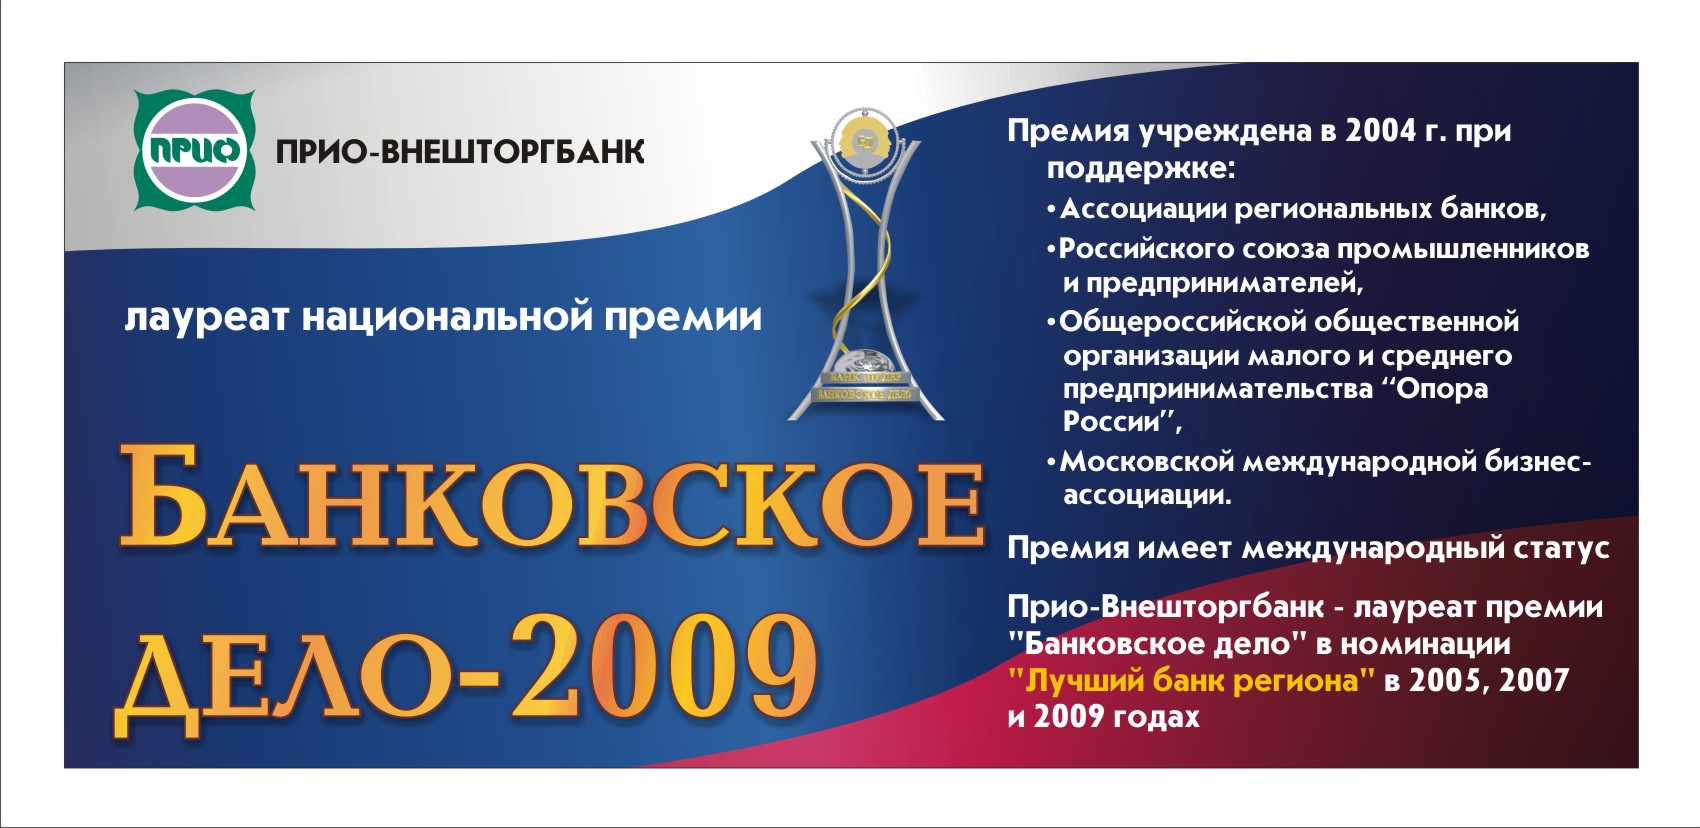 ПРИО
ПРИО-ВНЕШТОРГБАНК
лауреат национальной премии
БАНКОВСКОЕ
ДЕЛО-2009
БАНКОВСКОЕ ДЕЛО
Премия учреждена в 2004 г. при
поддержке:
•Ассоциации региональных банков,
•Российского союза промышленников
и предпринимателей,
•Общероссийской общественной
организации малого и среднего
предпринимательства “Опора
России”,
•Московской международной бизнес-
ассоциации.
Премия имеет международный статус
Прио-Внешторгбанк - лауреат премии
"Банковское дело" в номинации
"Лучший банк региона" в 2005, 2007
и 2009 годах